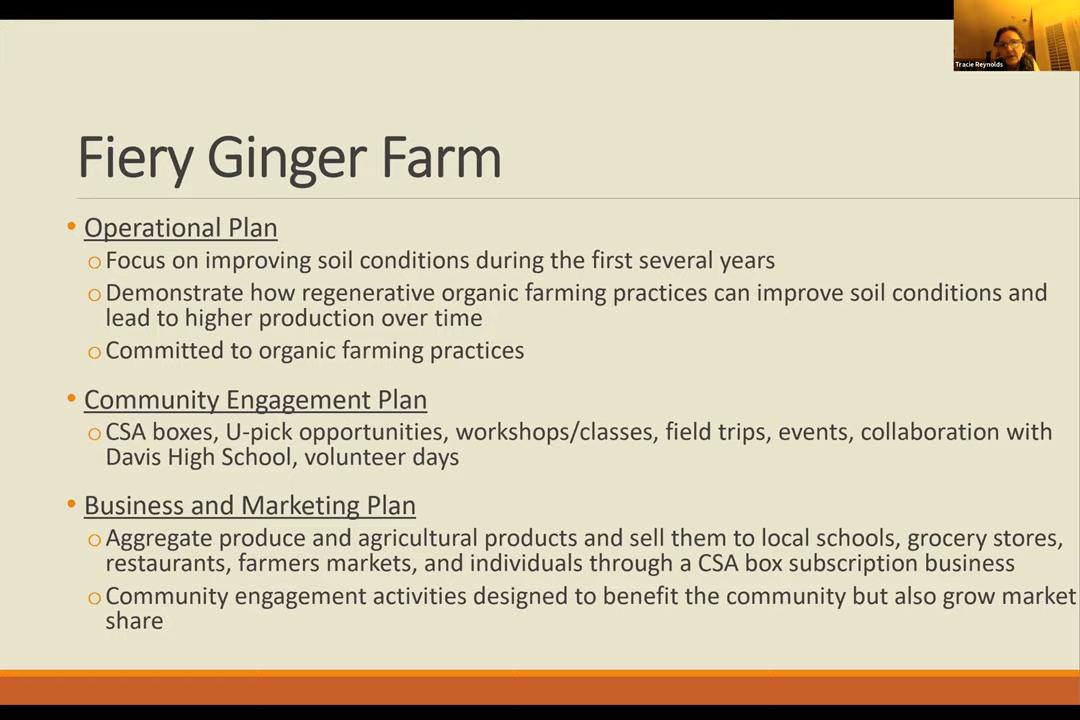 Tracie Reynolds
Fiery Ginger Farm
• Operational Plan
o Focus on improving soil conditions during the first several years
o Demonstrate how regenerative organic farming practices can improve soil conditions and
lead to higher production over time
o Committed to organic farming practices
• Community Engagement Plan
o CSA boxes, U-pick opportunities, workshops/classes, field trips, events, collaboration with
Davis High School, volunteer days
• Business and Marketing Plan
o Aggregate produce and agricultural products and sell them to local schools, grocery stores,
restaurants, farmers markets, and individuals through a CSA box subscription business
o Community engagement activities designed to benefit the community but also grow market
share